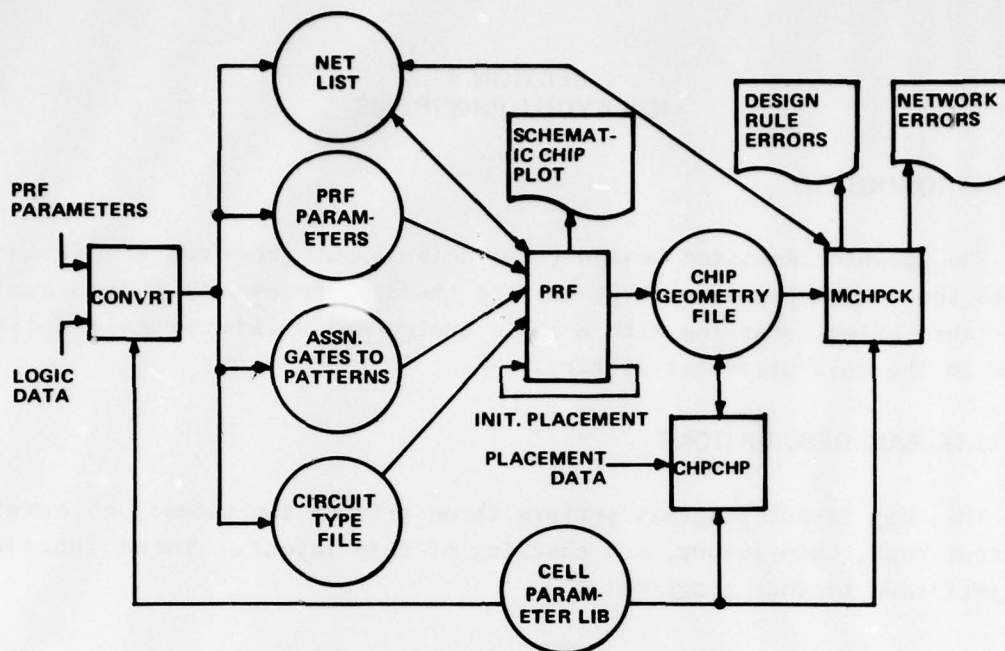 NET
LIST
DESIGN
RULE
ERRORS
NETWORK
ERRORS
SCHEMAT-
IC CHIP
PLOT
PRF
PARAMETERS
PRF
PARAM-
ETERS
CONVRT
PRF
CHIP
GEOMETRY
FILE
MCHPCK
ASSN.
GATES TO
PATTERNS
LOGIC
DATA
INIT. PLACEMENT
PLACEMENT
DATA
CHPCHP
CIRCUIT
TYPE
FILE
CELL
PARAM-
ETER LIB